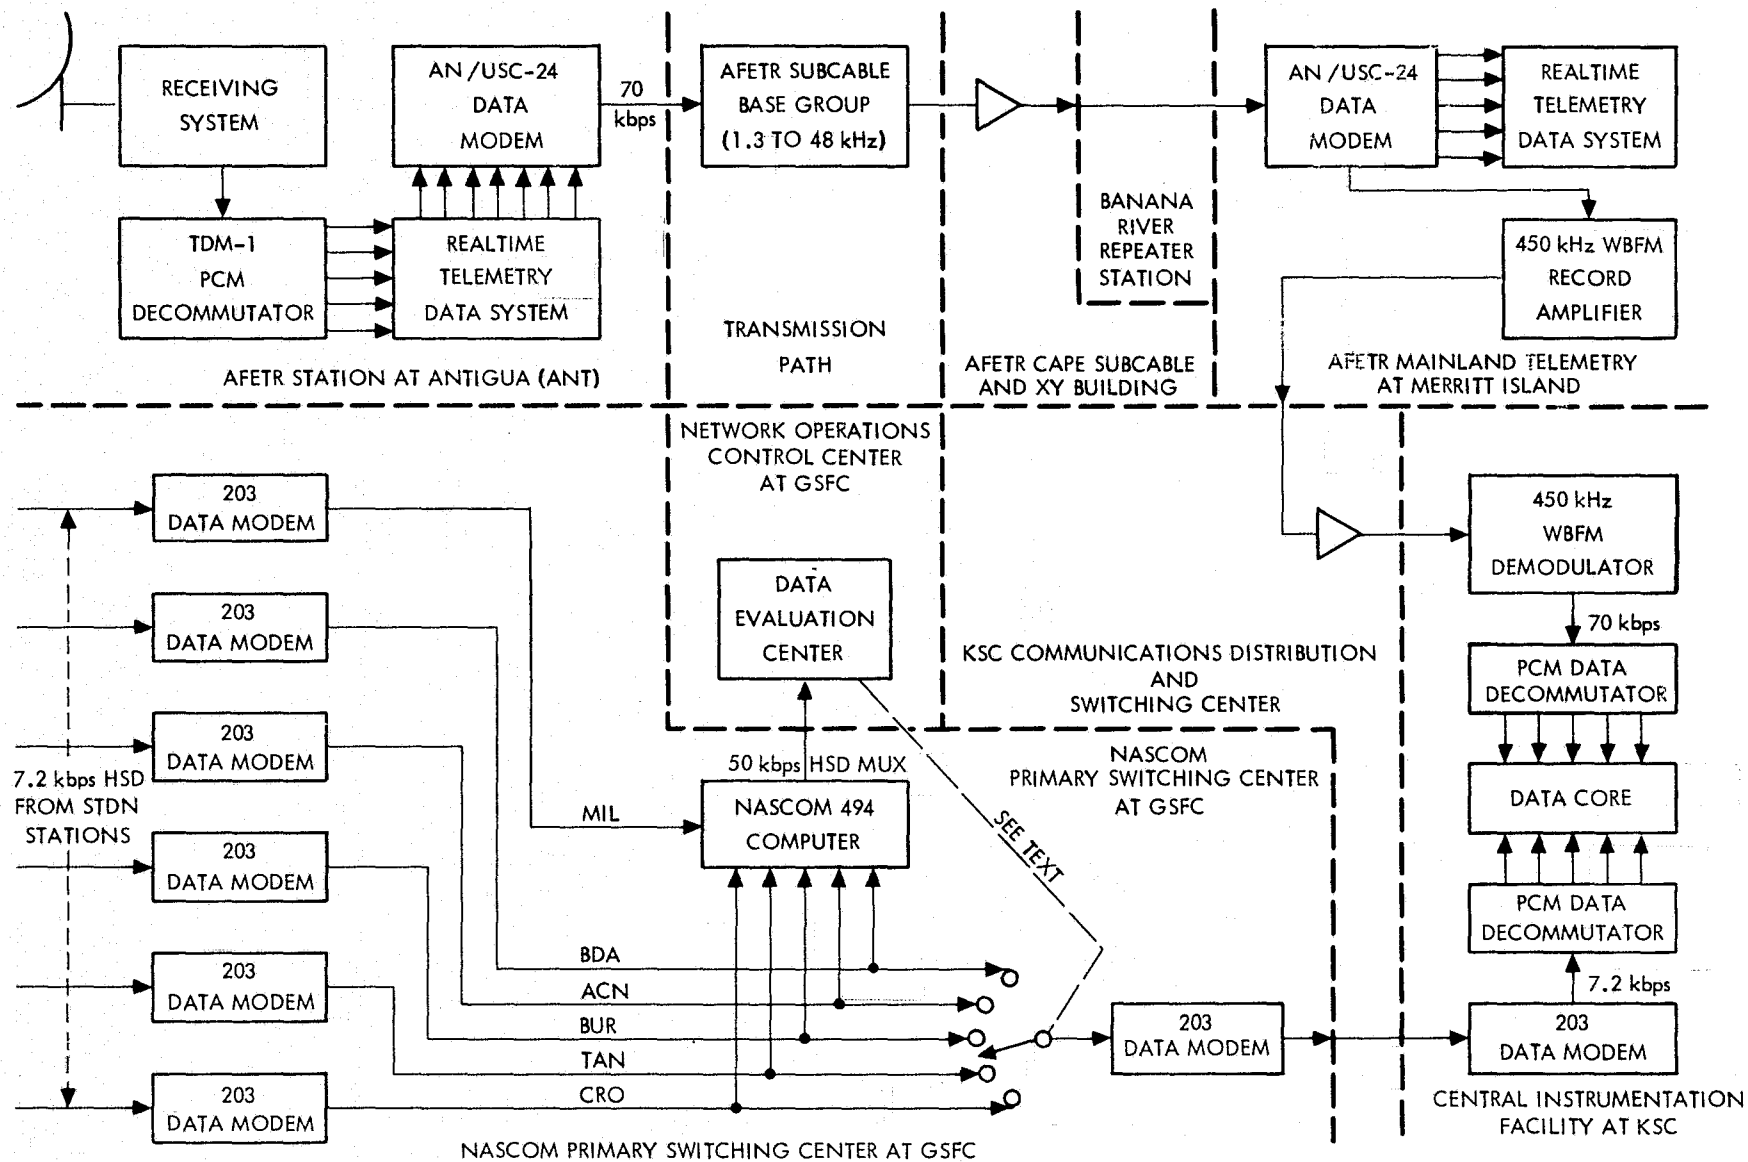 RECEIVING
SYSTEM
AN/USC-24
DATA
MODEM
70
kbps
AFETR SUBCABLE
BASE GROUP
(1.3 TO 48 kHz)
AN/USC-24
DATA
MODEM
REALTIME
TELEMETRY
DATA SYSTEM
TDM-1
PCM
DECOMMUTATOR
REALTIME
TELEMETRY
DATA SYSTEM
BANANA
RIVER
REPEATER
STATION
450 kHz WBFM
RECORD
AMPLIFIER
TRANSMISSION
PATH
AFETR STATION AT ANTIGUA (ANT)
AFETR CAPE SUBCABLE
AND XY BUILDING
AFETR MAINLAND TELEMETRY
AT MERRITT ISLAND
NETWORK OPERATIONS
CONTROL CENTER
AT GSFC
203
DATA MODEM
203
DATA MODEM
203
DATA MODEM
203
DATA MODEM
203
DATA MODEM
203
DATA MODEM
7.2 kbps HSD
FROM STDN
STATIONS
DATA
EVALUATION
CENTER
450 kHz
WBFM
DEMODULATOR
70 kbps
KSC COMMUNICATIONS DISTRIBUTION
AND
SWITCHING CENTER
PCM DATA
DECOMMUTATOR
50 kbps HSD MUX
NASCOM
PRIMARY SWITCHING CENTER
AT GSFC
NASCOM 494
COMPUTER
MIL
DATA CORE
SEE TEXT
PCM DATA
DECOMMUTATOR
BDA
ACN
BUR
TAN
CRO
7.2 kbps
203
DATA MODEM
203
DATA MODEM
CENTRAL INSTRUMENTATION
FACILITY AT KSC
NASCOM PRIMARY SWITCHING CENTER AT GSFC